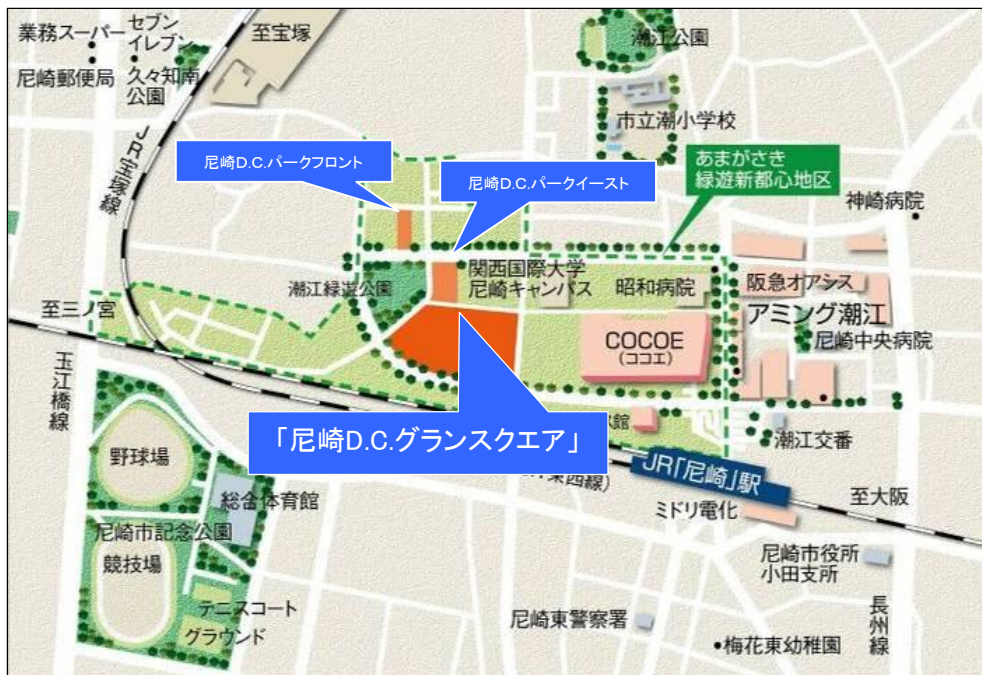 業務スーパー
セブン
イレブン
尼崎郵便局
久々知南
公園
至宝塚
JR宝塚線
潮江公園
市立潮小学校
尼崎D.C.パークフロント
尼崎D.C.パークイースト
あまがさき
緑遊新都心地区
神崎病院
潮江緑遊公園
関西国際大学
尼崎キャンパス
昭和病院
阪急オアシス
アミング潮江
尼崎中央病院
至三ノ宮
COCOE
(ココエ)
玉江橋線
「尼崎D.C.グランスクエア」
館
潮江交番
JR「尼崎」駅
東西線)
至大阪
ミドリ電化
野球場
総合体育館
尼崎市記念公園
競技場
テニスコート
グラウンド
尼崎市役所
小田支所
尼崎東警察署
•梅花東幼稚園
長州線